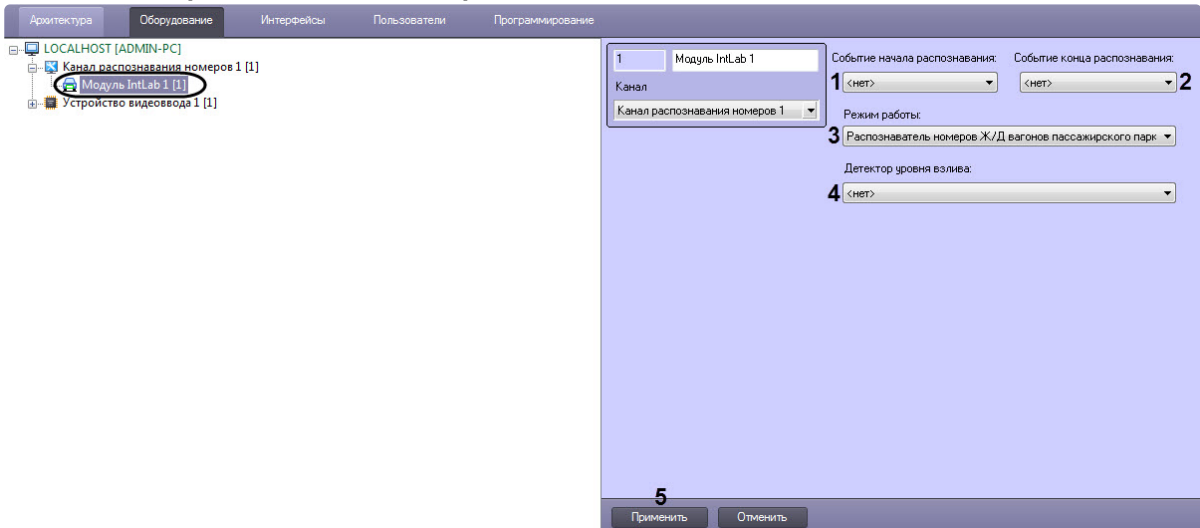 Архитектура Оборудование Интерфейсы Пользователи Программирование
LOCALHOST [ADMIN-PC]
Канал распознавания номеров 1 [1]
Модуль IntLab 1 [1]
Устройство видеоввода 1 [1]
1 Модуль IntLab 1
Канал
Канал распознавания номеров 1
Событие начала распознавания: Событие конца распознавания:
1 <нет> <нет> 2
Режим работы:
3 Распознаватель номеров Ж/Д вагонов пассажирского парк
Детектор уровня взлива:
4 <нет>
5
Применить Отменить